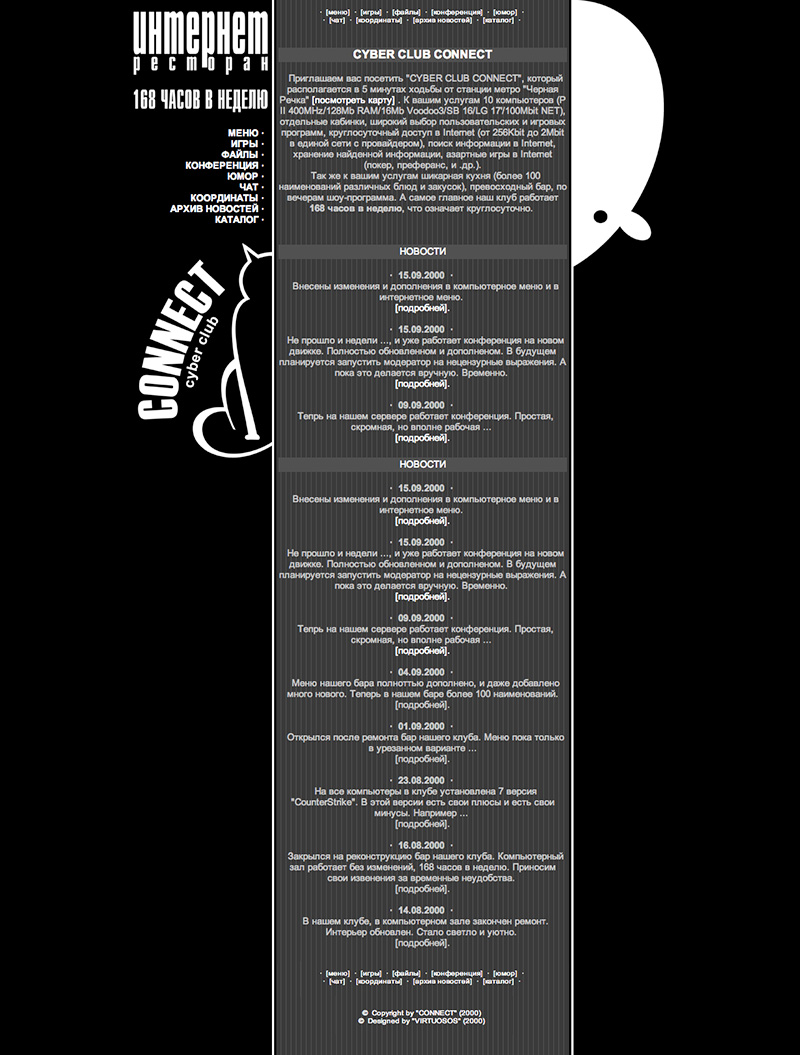 интернет
ресторан
168 ЧАСОВ В НЕДЕЛЮ
МЕНЮ ·
ИГРЫ ·
ФАЙЛЫ ·
КОНФЕРЕНЦИЯ ·
ЮМОР ·
ЧАТ ·
КООРДИНАТЫ ·
АРХИВ НОВОСТЕЙ ·
КАТАЛОГ ·
CONNECT
cyber club
· [меню] · [игры] · [файлы] · [конференция] · [юмор] ·
· [чат] · [координаты] · [архив новостей] · [каталог] ·
CYBER CLUB CONNECT
Приглашаем вас посетить "CYBER CLUB CONNECT", который
располагается в 5 минутах ходьбы от станции метро "Черная
Речка" [посмотреть карту] . К вашим услугам 10 компьютеров (P
II 400MHz/128Mb RAM/16Mb Voodoo3/SB 16/LG 17'/100Mbit NET),
отдельные кабинки, широкий выбор пользовательских и игровых
программ, круглосуточный доступ в Internet (от 256Kbit до 2Mbit
в единой сети с провайдером), поиск информации в Internet,
хранение найденной информации, азартные игры в Internet
(покер, преферанс, и .др.).
Так же к вашим услугам шикарная кухня (более 100
наименований различных блюд и закусок), превосходный бар, по
вечерам шоу-программа. А самое главное наш клуб работает
168 часов в неделю, что означает круглосуточно.
НОВОСТИ
· 15.09.2000 ·
Внесены изменения и дополнения в компьютерное меню и в
интернетное меню.
[подробней].
· 15.09.2000 ·
Не прошло и недели ..., и уже работает конференция на новом
движке. Полностью обновленном и дополненом. В будущем
планируется запустить модератор на нецензурные выражения. А
пока это делается вручную. Временно.
[подробней].
· 09.09.2000 ·
Тепрь на нашем сервере работает конференция. Простая,
скромная, но вполне рабочая ...
[подробней].
НОВОСТИ
· 15.09.2000 ·
Внесены изменения и дополнения в компьютерное меню и в
интернетное меню.
[подробней].
· 15.09.2000 ·
Не прошло и недели ..., и уже работает конференция на новом
движке. Полностью обновленном и дополненом. В будущем
планируется запустить модератор на нецензурные выражения. А
пока это делается вручную. Временно.
[подробней].
· 09.09.2000 ·
Тепрь на нашем сервере работает конференция. Простая,
скромная, но вполне рабочая ...
[подробней].
· 04.09.2000 ·
Меню нашего бара полноттью дополнено, и даже добавлено
много нового. Теперь в нашем баре более 100 наименований.
[подробней].
· 01.09.2000 ·
Открылся после ремонта бар нашего клуба. Меню пока только
в урезанном варианте ...
[подробней].
· 23.08.2000 ·
На все компьютеры в клубе установлена 7 версия
"CounterStrike". В этой версии есть свои плюсы и есть свои
минусы. Например ...
[подробней].
· 16.08.2000 ·
Закрылся на реконструкцию бар нашего клуба. Компьютерный
зал работает без изменений, 168 часов в неделю. Приносим
свои извенения за временные неудобства.
[подробней].
· 14.08.2000 ·
В нашем клубе, в компьютерном зале закончен ремонт.
Интерьер обновлен. Стало светло и уютно.
[подробней].
· [меню] · [игры] · [файлы] · [конференция] · [юмор] ·
· [чат] · [координаты] · [архив новостей] · [каталог] ·
© Copyright by "CONNECT" (2000)
© Designed by "VIRTUOSOS" (2000)